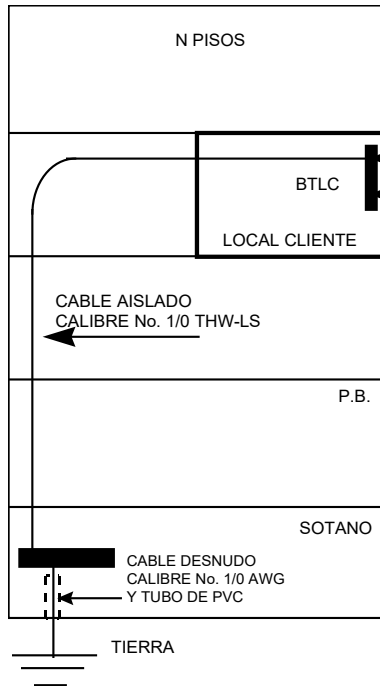 N PISOS
BTLC
LOCAL CLIENTE
CABLE AISLADO
CALIBRE No. 1/0 THW-LS
P.B.
SOTANO
CABLE DESNUDO
CALIBRE No. 1/0 AWG
Y TUBO DE PVC
TIERRA